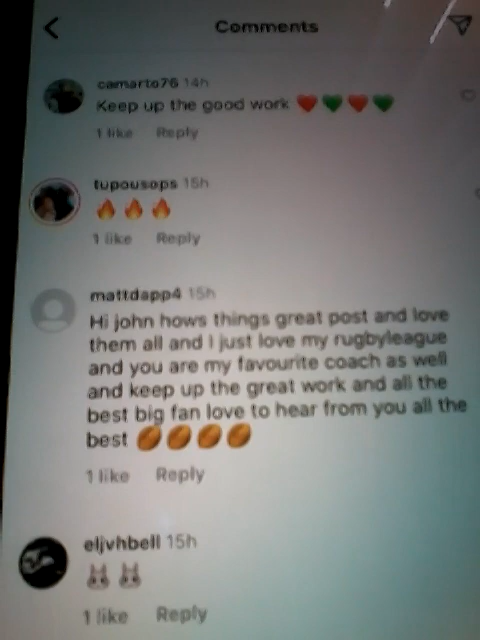 Comments
camarto76 14h
Keep up the good work ❤️💚❤️💚
1 like Reply
tupousops 15h
🔥🔥🔥
1 like Reply
mattdapp4 15h
Hi john hows things great post and love
them all and I just love my rugbyleague
and you are my favourite coach as well
and keep up the great work and all the
best big fan love to hear from you all the
best 🏉🏉🏉🏉
1 like Reply
eljvhbell 15h
🐰🐰
1 like Reply